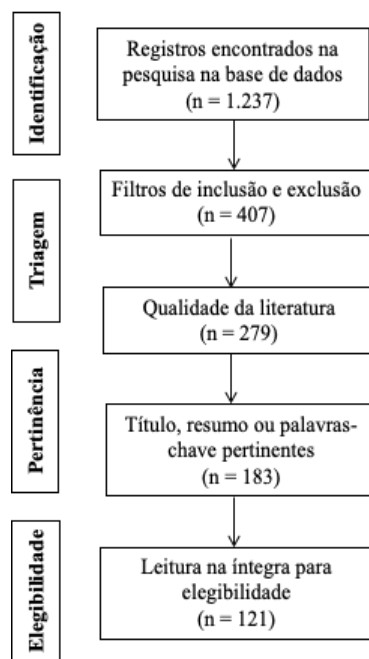 Identificação
Registros encontrados na
pesquisa na base de dados
(n = 1.237)
Triagem
Filtros de inclusão e exclusão
(n = 407)
Qualidade da literatura
(n = 279)
Pertinência
Título, resumo ou palavras-
chave pertinentes
(n = 183)
Elegibilidade
Leitura na íntegra para
elegibilidade
(n = 121)